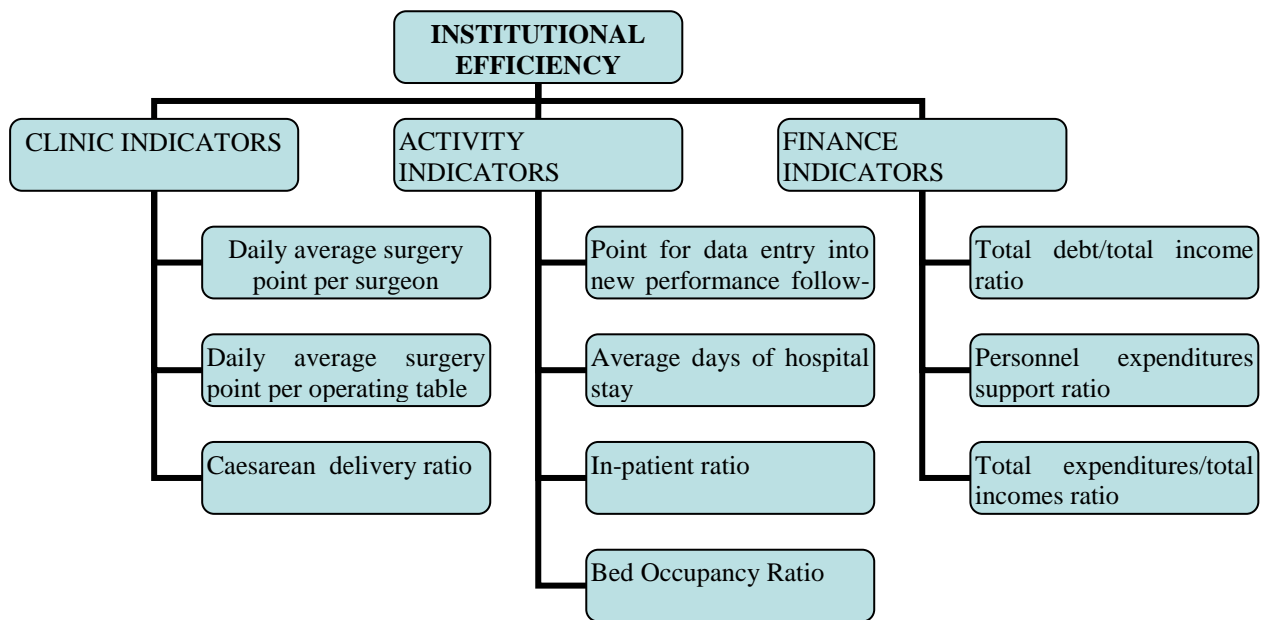 INSTITUTIONAL
EFFICIENCY
CLINIC INDICATORS
ACTIVITY
INDICATORS
FINANCE
INDICATORS
Daily average surgery
point per surgeon
Daily average surgery
point per operating table
Caesarean delivery ratio
Point for data entry into
new performance follow-
Average days of hospital
stay
In-patient ratio
Bed Occupancy Ratio
Total debt/total income
ratio
Personnel expenditures
support ratio
Total expenditures/total
incomes ratio